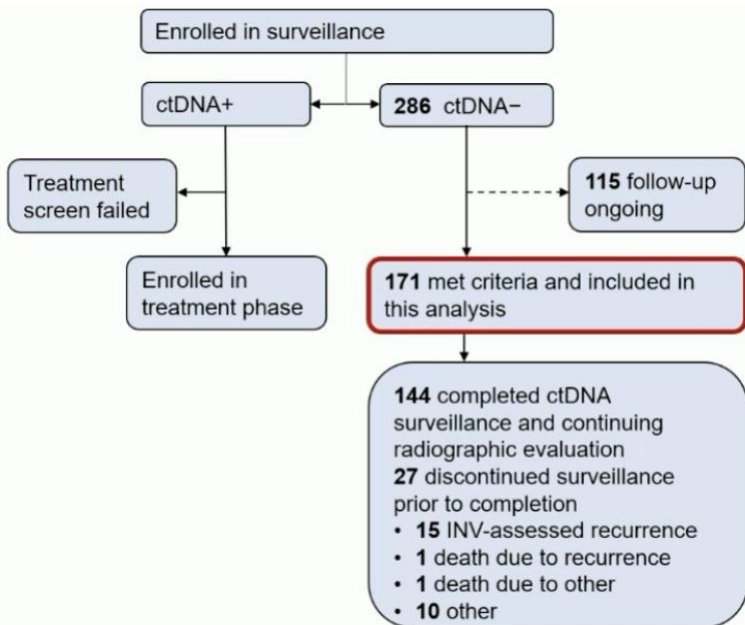 Enrolled in surveillance
ctDNA+
286 ctDNA−
Treatment
screen failed
115 follow-up
ongoing
Enrolled in
treatment phase
171 met criteria and included in
this analysis
144 completed ctDNA
surveillance and continuing
radiographic evaluation
27 discontinued surveillance
prior to completion
• 15 INV-assessed recurrence
• 1 death due to recurrence
• 1 death due to other
• 10 other